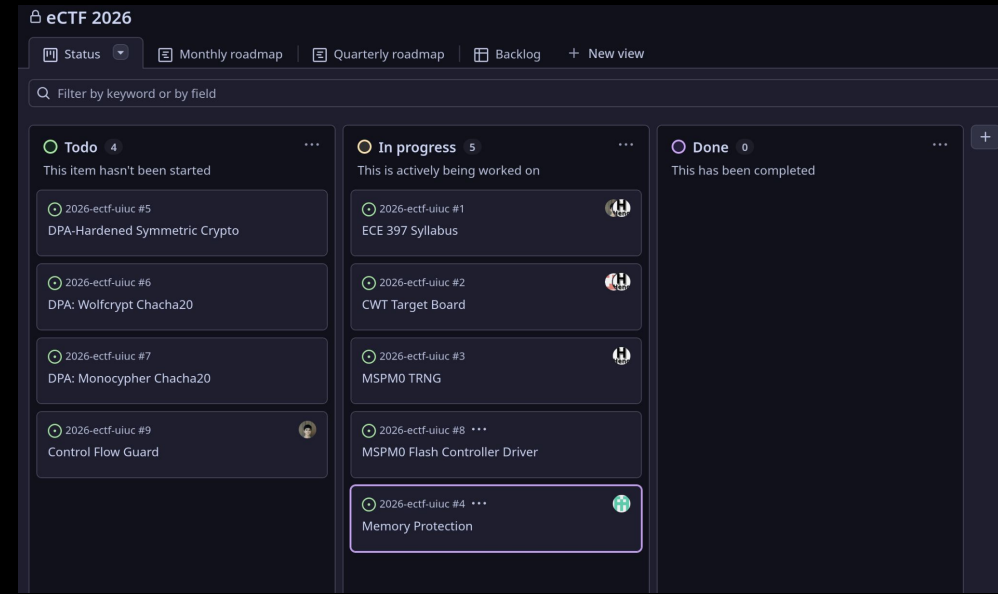 eCTF 2026
Status
Monthly roadmap
Quarterly roadmap
Backlog
+ New view
Filter by keyword or by field
Todo 4
This item hasn't been started
2026-ectf-uiuc #5
DPA-Hardened Symmetric Crypto
2026-ectf-uiuc #6
DPA: Wolfcrypt Chacha20
2026-ectf-uiuc #7
DPA: Monocypher Chacha20
2026-ectf-uiuc #9
Control Flow Guard
In progress 5
This is actively being worked on
2026-ectf-uiuc #1
ECE 397 Syllabus
2026-ectf-uiuc #2
CWT Target Board
2026-ectf-uiuc #3
MSPM0 TRNG
2026-ectf-uiuc #8
MSPM0 Flash Controller Driver
2026-ectf-uiuc #4
Memory Protection
Done 0
This has been completed